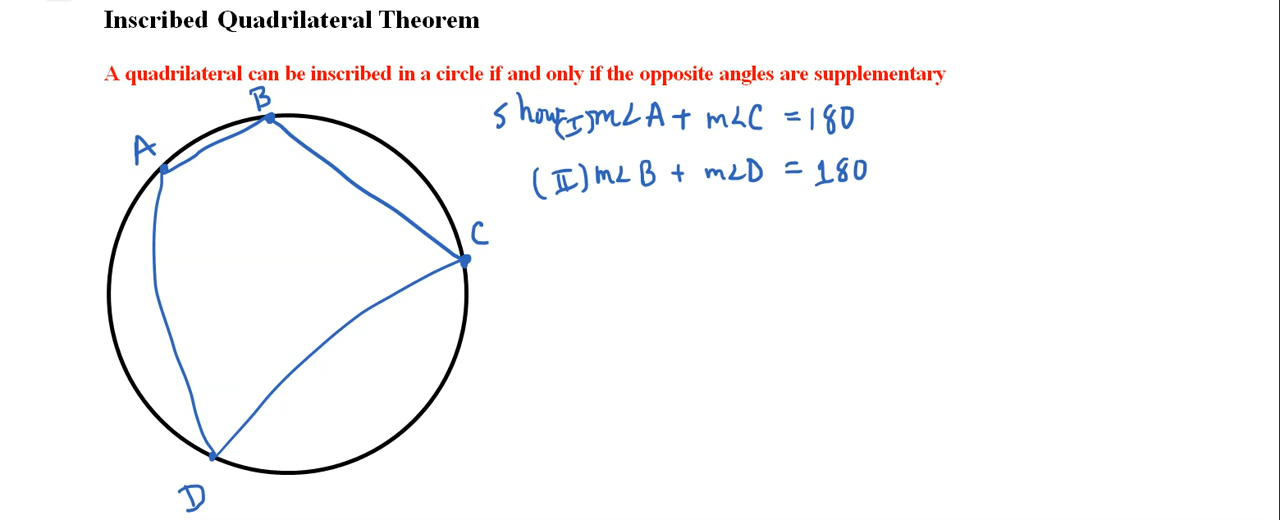 Inscribed Quadrilateral Theorem
A quadrilateral can be inscribed in a circle if and only if the opposite angles are supplementary
B
show (I) m∠A + m∠C = 180
A
(II) m∠B + m∠D = 180
C
D